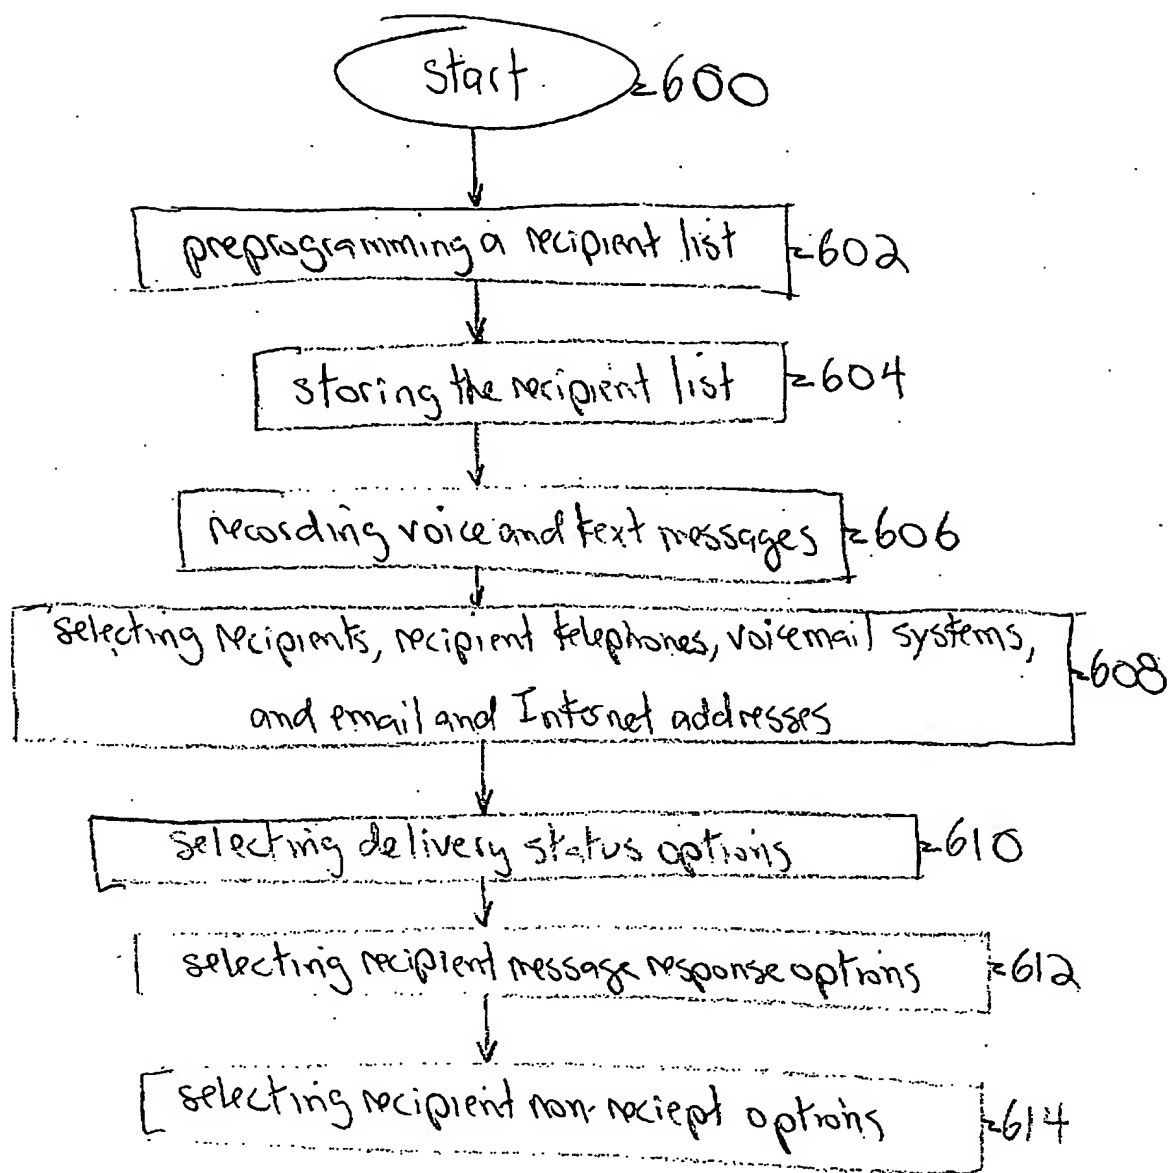 start
600
preprogramming a recipient list
602
storing the recipient list
604
recording voice and text messages
606
selecting recipients, recipient telephones, voicemail systems,
and email and Internet addresses
608
selecting delivery status options
610
selecting recipient message response options
612
selecting recipient non-reciept options
614